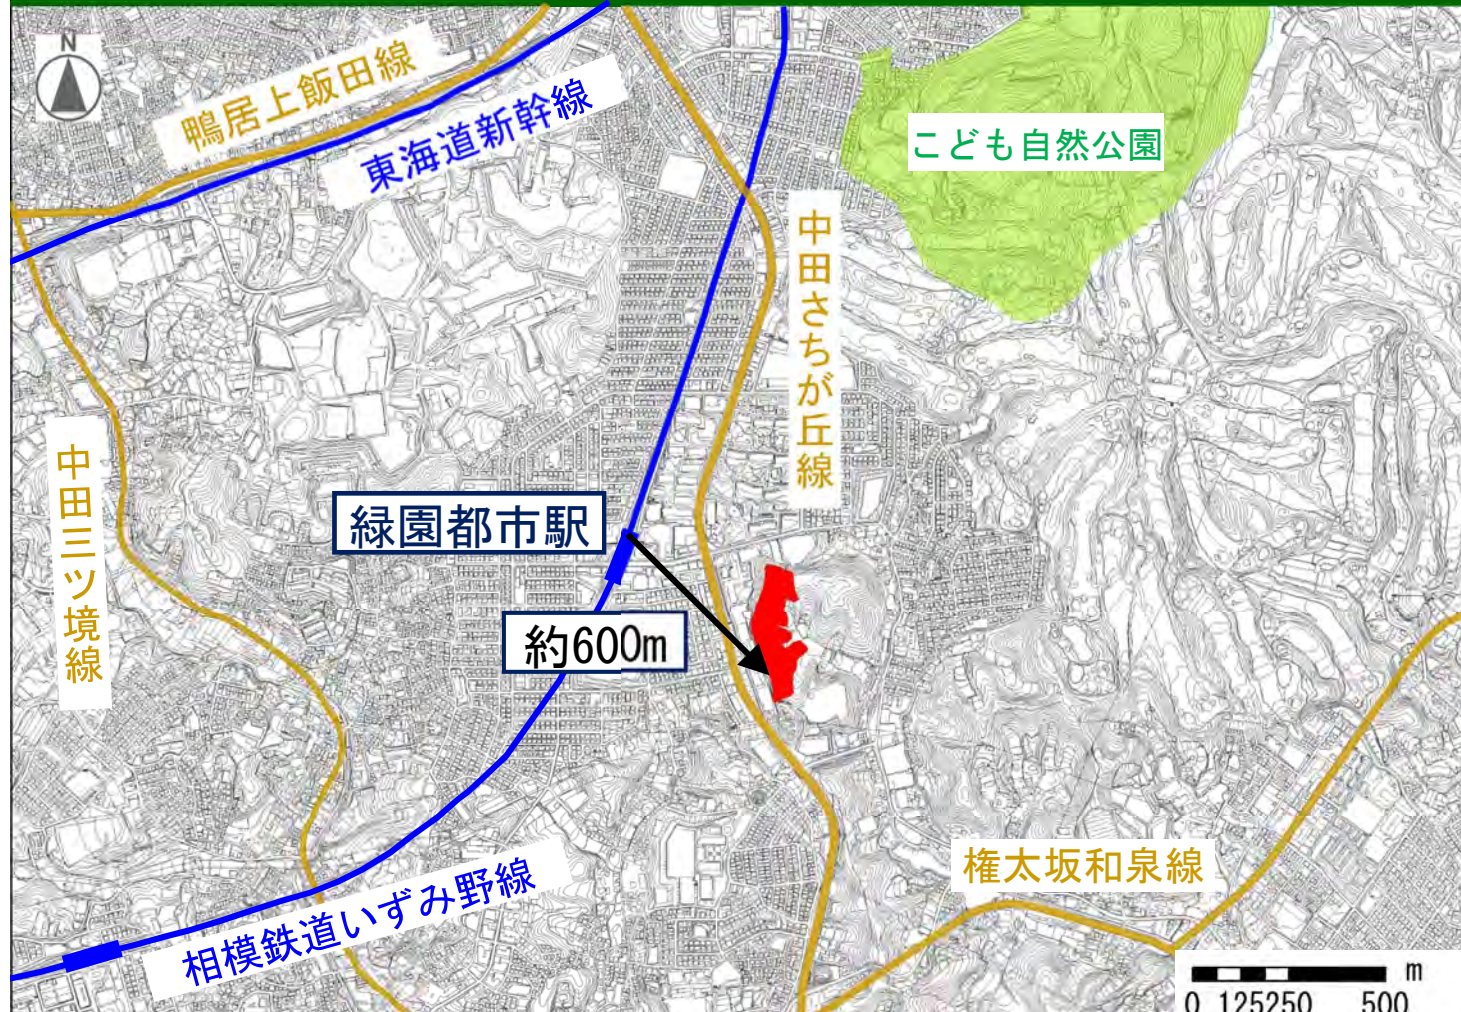 N
鴨居上飯田線
東海道新幹線
こども自然公園
中田さちが丘線
中田三ツ境線
緑園都市駅
約600m
権太坂和泉線
相模鉄道いずみ野線
m
0 125250 500